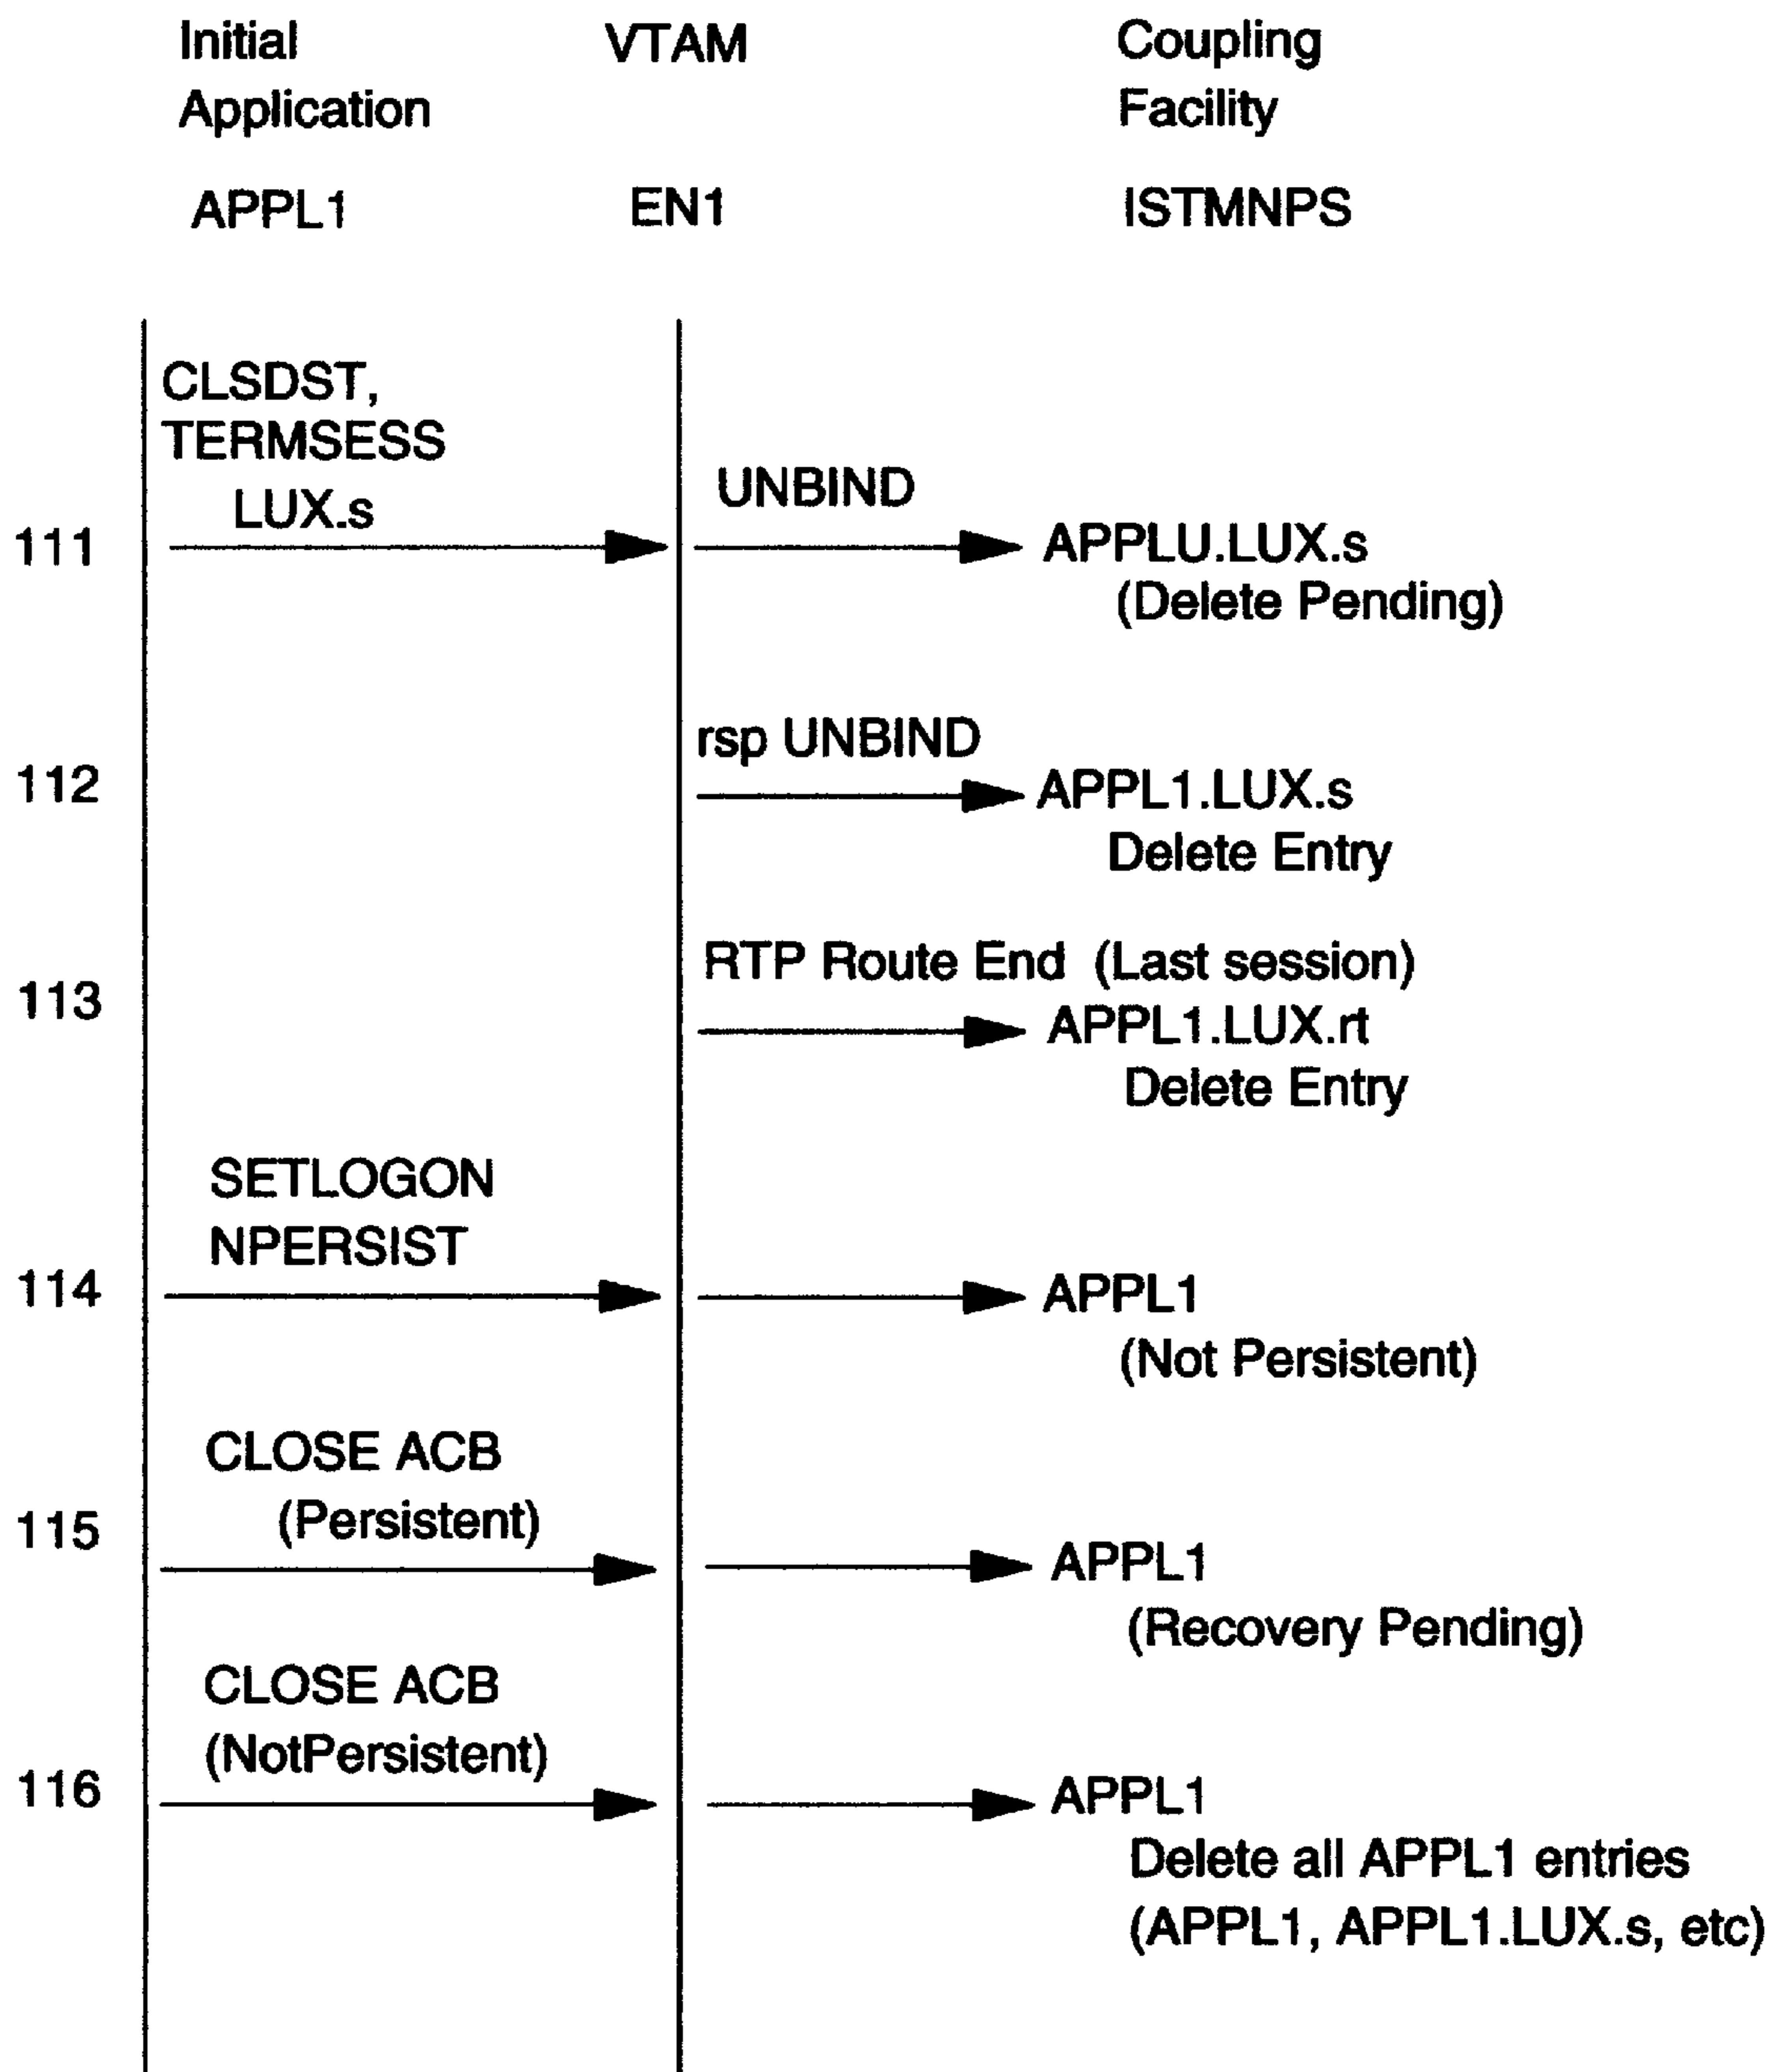 Initial VTAM Coupling
Application Facility
APPL1 EN1 ISTMNPS
CLSDST,
TERMSESS
LUX.s UNBIND
111 APPLU.LUX.s
(Delete Pending)
rsp UNBIND
112 APPL1.LUX.s
Delete Entry
RTP Route End (Last session)
113 APPL1.LUX.rt
Delete Entry
SETLOGON
NPERSIST
114 APPL1
(Not Persistent)
CLOSE ACB
(Persistent)
115 APPL1
(Recovery Pending)
CLOSE ACB
(NotPersistent)
116 APPL1
Delete all APPL1 entries
(APPL1, APPL1.LUX.s, etc)